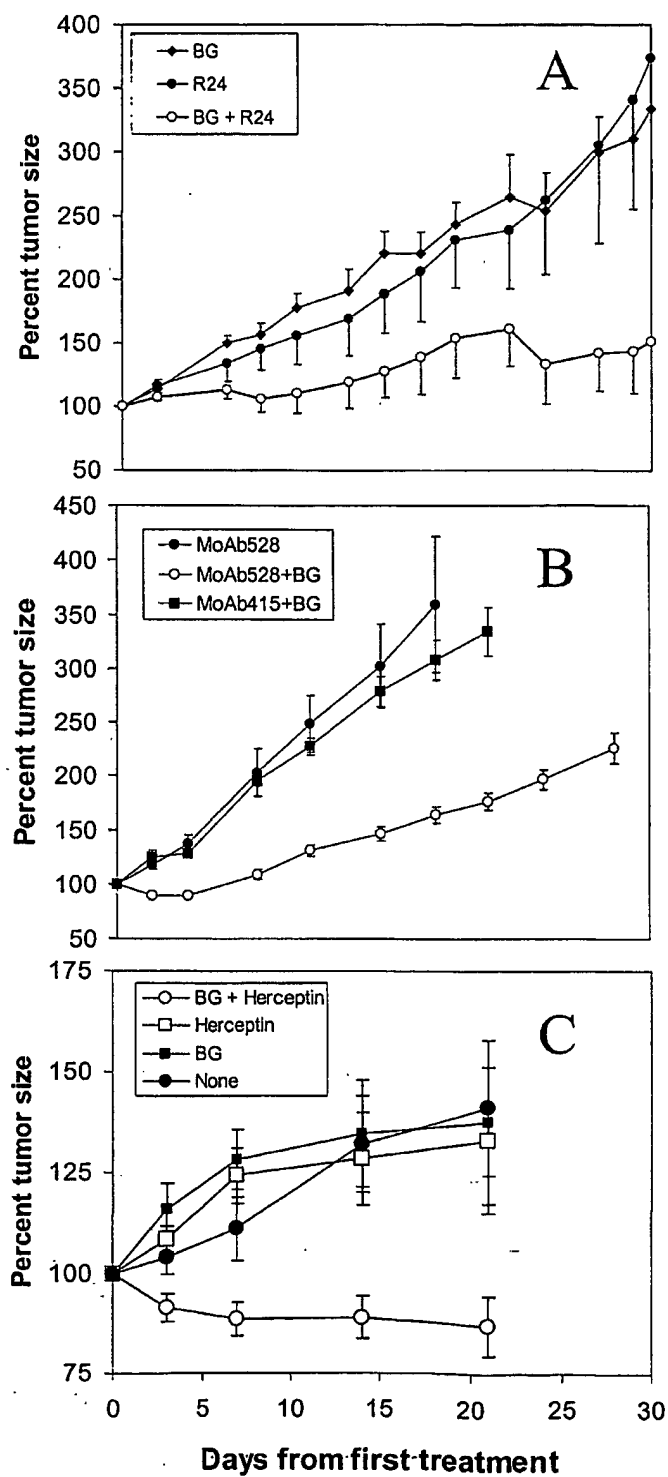 400
350
300
250
200
150
100
50
Percent tumor size
BG
R24
BG + R24
A
450
400
350
300
250
200
150
100
50
Percent tumor size
MoAb528
MoAb528+BG
MoAb415+BG
B
175
150
125
100
75
Percent tumor size
BG + Herceptin
Herceptin
BG
None
C
0 5 10 15 20 25 30
Days from first treatment